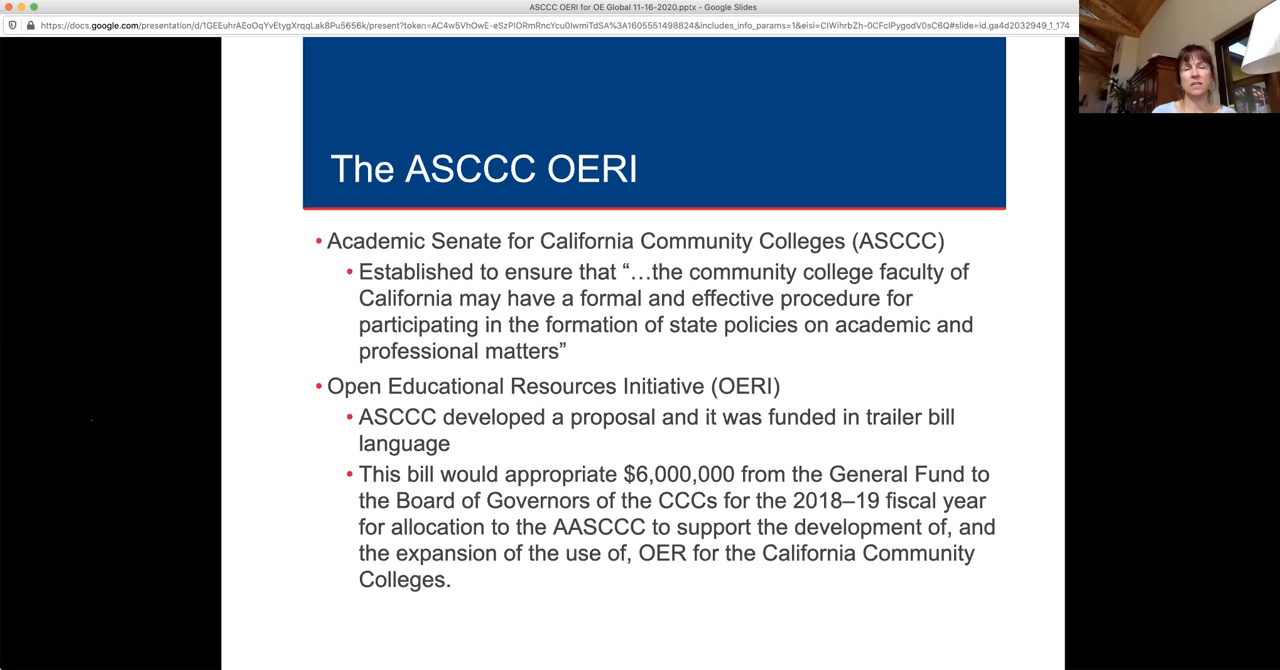 ASCCC OERI for OE Global 11-16-2020.pptx - Google Slides
https://docs.google.com/presentation/d/1GEEuhrAEoOqYvEtygXrqqLak8Pu5656k/present?token=AC4w5VhOwE-eSzPlORmRncYcu0IwmlTdSA%3A1605551498824&includes_info_params=1&eisi=CIWihrbZh-0CFcIPygodV0sC6Q#slide=id.ga4d2032949_1_174
The ASCCC OERI
• Academic Senate for California Community Colleges (ASCCC)
• Established to ensure that “…the community college faculty of
California may have a formal and effective procedure for
participating in the formation of state policies on academic and
professional matters”
• Open Educational Resources Initiative (OERI)
• ASCCC developed a proposal and it was funded in trailer bill
language
• This bill would appropriate $6,000,000 from the General Fund to
the Board of Governors of the CCCs for the 2018–19 fiscal year
for allocation to the AASCCC to support the development of, and
the expansion of the use of, OER for the California Community
Colleges.